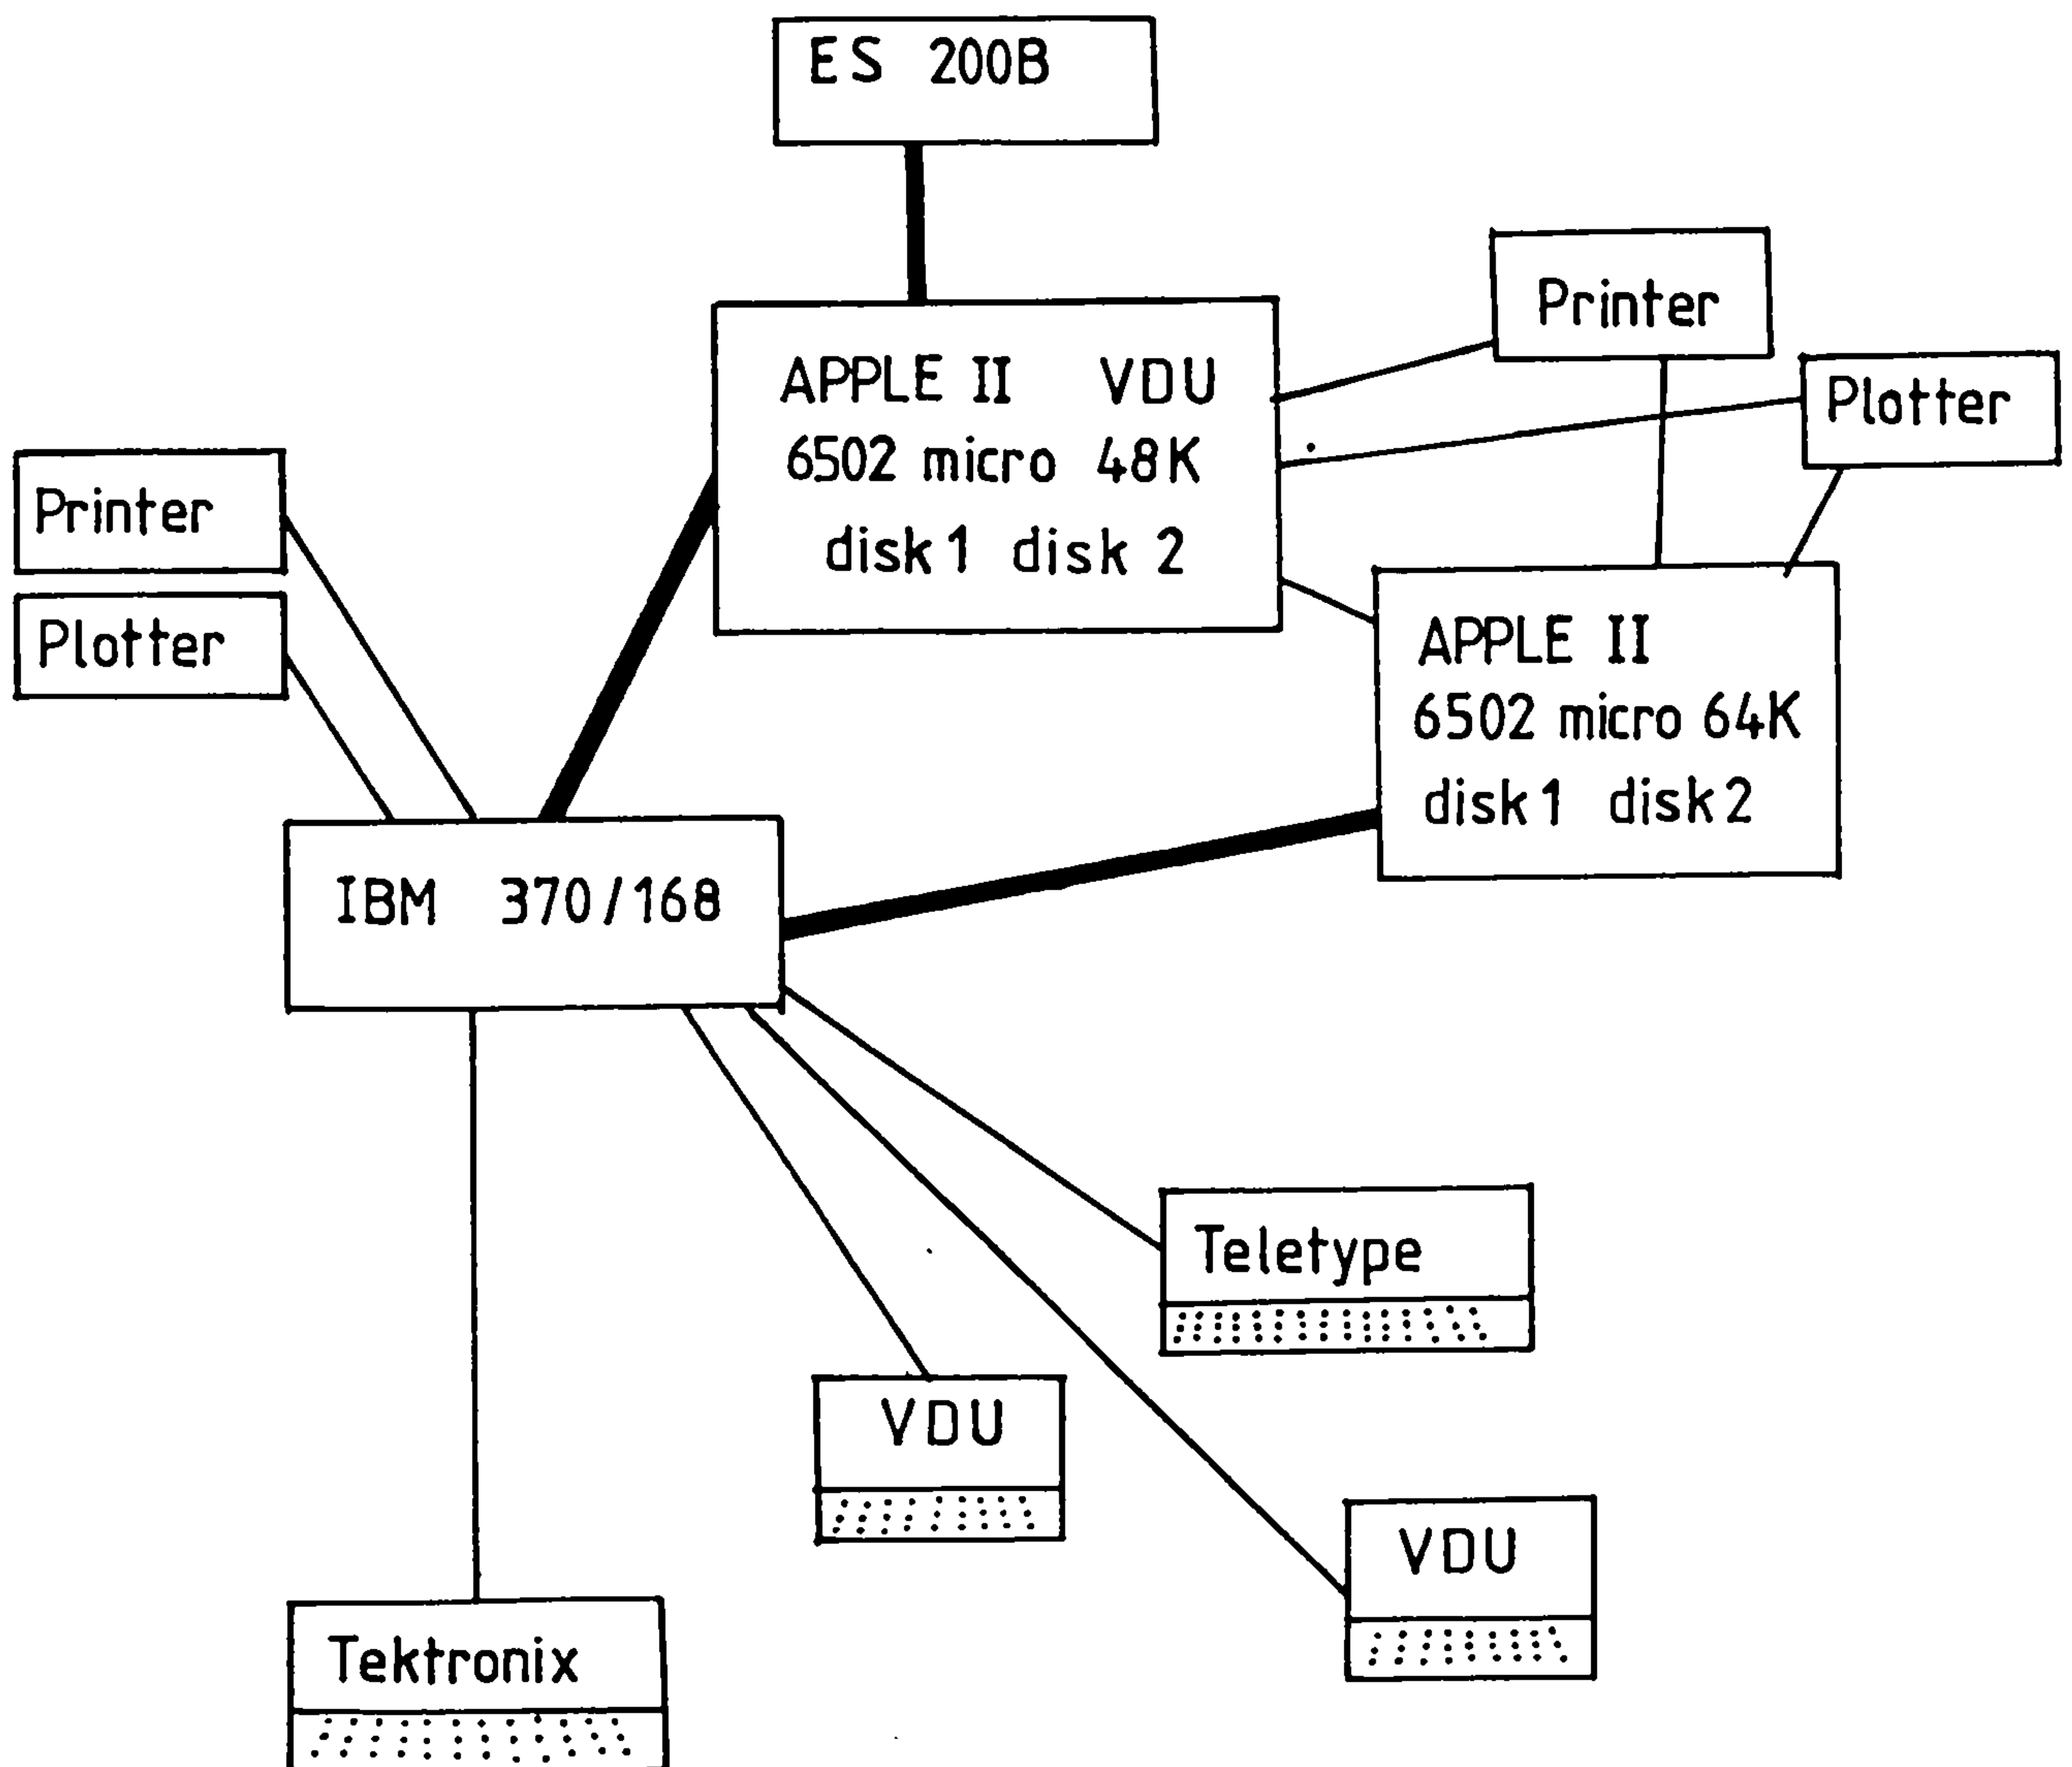 ES 200B
Printer
Plotter
APPLE II VDU
6502 micro 48K
disk 1 disk 2
Printer
Plotter
APPLE II
6502 micro 64K
disk 1 disk 2
IBM 370/168
Teletype
VDU
VDU
Tektronix